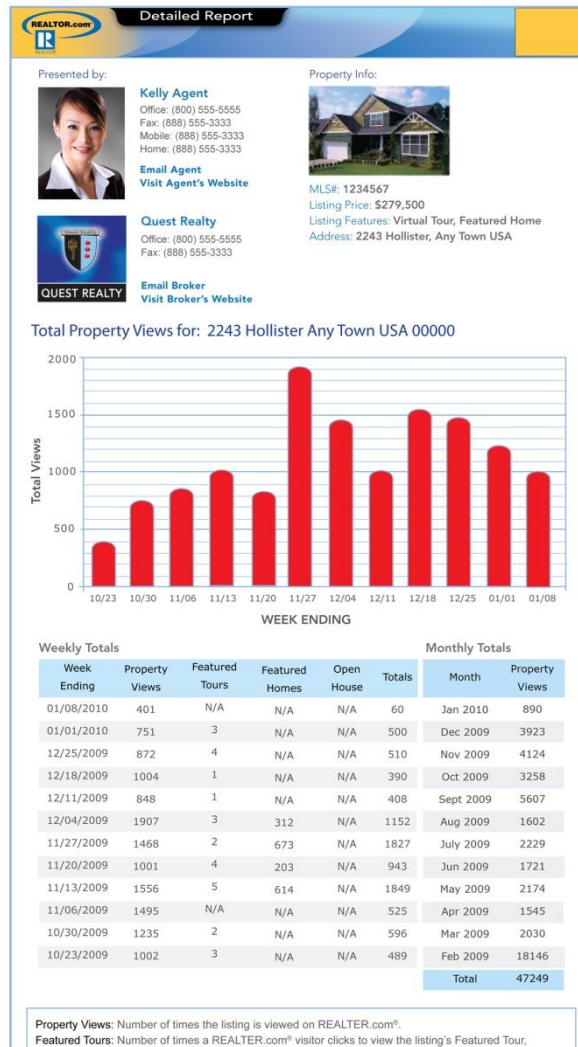 REALTOR.com®
R
REALTOR®
Detailed Report
Presented by:
Kelly Agent
Office: (800) 555-5555
Fax: (888) 555-3333
Mobile: (888) 555-3333
Home: (888) 555-3333
Email Agent
Visit Agent's Website
Quest Realty
QUEST REALTY
Quest Realty
Office: (800) 555-5555
Fax: (888) 555-3333
Email Broker
Visit Broker's Website
Property Info:
MLS#: 1234567
Listing Price: $279,500
Listing Features: Virtual Tour, Featured Home
Address: 2243 Hollister, Any Town USA
Total Property Views for: 2243 Hollister Any Town USA 00000
Total Views
2000
1500
1000
500
0
10/23 10/30 11/06 11/13 11/20 11/27 12/04 12/11 12/18 12/25 01/01 01/08
WEEK ENDING
Weekly Totals
Week Ending Property Views Featured Tours Featured Homes Open House Totals
01/08/2010 401 N/A N/A N/A 60
01/01/2010 751 3 N/A N/A 500
12/25/2009 872 4 N/A N/A 510
12/18/2009 1004 1 N/A N/A 390
12/11/2009 848 1 N/A N/A 408
12/04/2009 1907 3 312 N/A 1152
11/27/2009 1468 2 673 N/A 1827
11/20/2009 1001 4 203 N/A 943
11/13/2009 1556 5 614 N/A 1849
11/06/2009 1495 N/A N/A N/A 525
10/30/2009 1235 2 N/A N/A 596
10/23/2009 1002 3 N/A N/A 489
Monthly Totals
Month Property Views
Jan 2010 890
Dec 2009 3923
Nov 2009 4124
Oct 2009 3258
Sept 2009 5607
Aug 2009 1602
July 2009 2229
Jun 2009 1721
May 2009 2174
Apr 2009 1545
Mar 2009 2030
Feb 2009 18146
Total 47249
Property Views: Number of times the listing is viewed on REALTER.com®.
Featured Tours: Number of times a REALTER.com® visitor clicks to view the listing's Featured Tour,